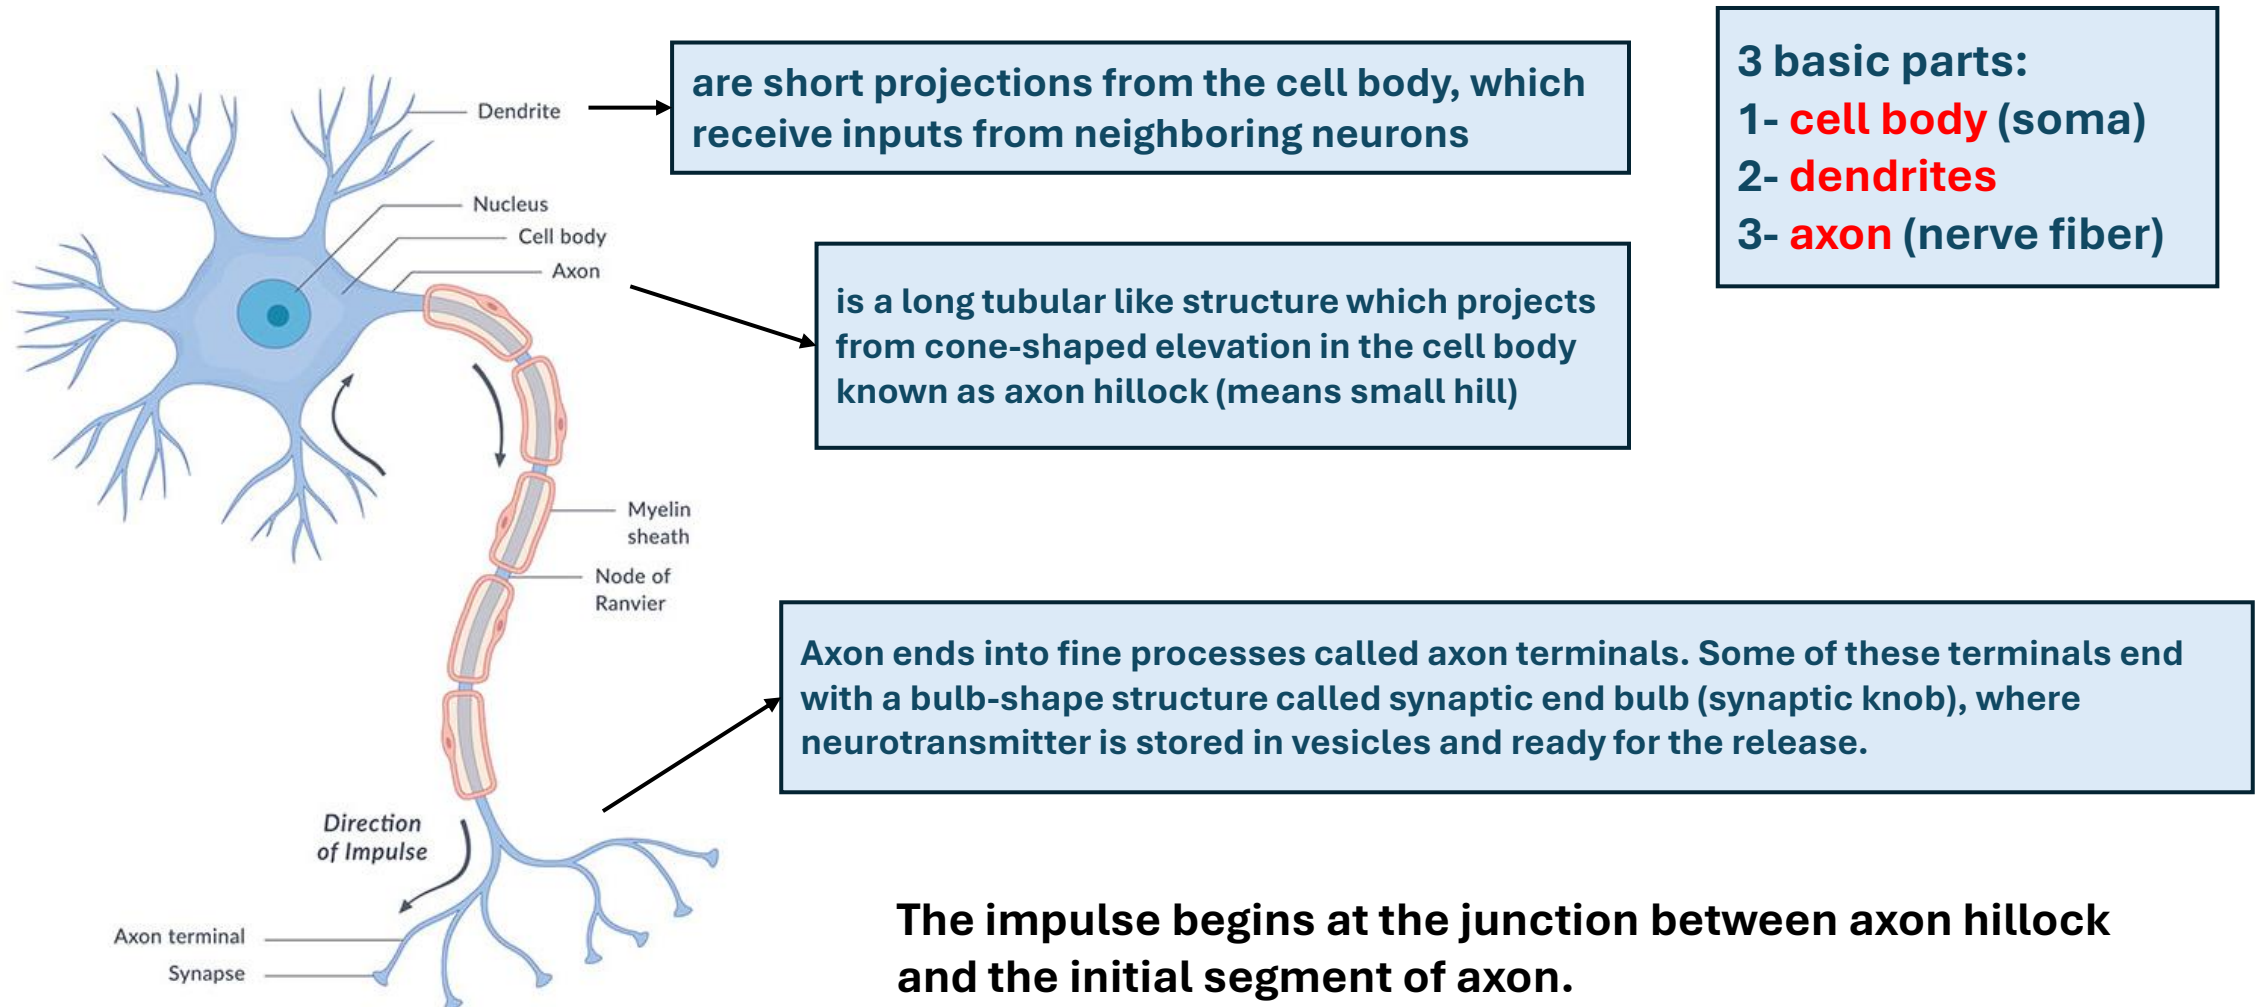 Dendrite
are short projections from the cell body, which
receive inputs from neighboring neurons
3 basic parts:
1- cell body (soma)
2- dendrites
3- axon (nerve fiber)
Nucleus
Cell body
Axon
is a long tubular like structure which projects
from cone-shaped elevation in the cell body
known as axon hillock (means small hill)
Myelin
sheath
Node of
Ranvier
Axon ends into fine processes called axon terminals. Some of these terminals end
with a bulb-shape structure called synaptic end bulb (synaptic knob), where
neurotransmitter is stored in vesicles and ready for the release.
Direction
of Impulse
Axon terminal
Synapse
The impulse begins at the junction between axon hillock
and the initial segment of axon.